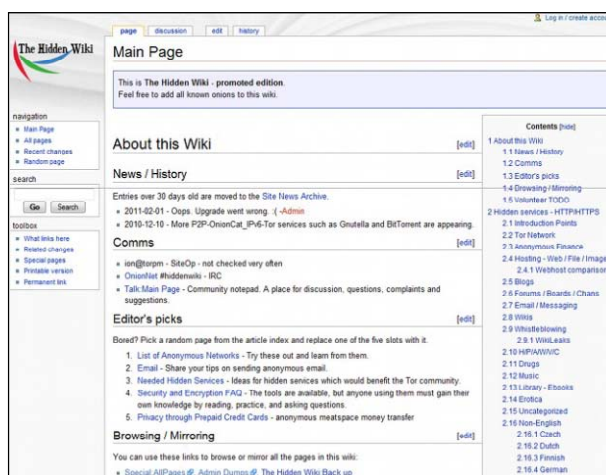 Log in / create accou
page discussion edit history
The Hidden Wiki
Main Page
This is The Hidden Wiki - promoted edition.
Feel free to add all known onions to this wiki.
navigation
Main Page
All pages
Recent changes
Random page
search
Go Search
toolbox
What links here
Related changes
Special pages
Printable version
Permanent link
About this Wiki [edit]
News / History [edit]
Entries over 30 days old are moved to the Site News Archive.
2011-02-01 - Oops. Upgrade went wrong. :( -Admin
2010-12-10 - More P2P-OnionCat_IPv6-Tor services such as Gnutella and BitTorrent are appearing.
Comms [edit]
ion@torpm - SiteOp - not checked very often
OnionNet #hiddenwiki - IRC
Talk:Main Page - Community notepad. A place for discussion, questions, complaints and
suggestions.
Editor's picks [edit]
Bored? Pick a random page from the article index and replace one of the five slots with it.
1. List of Anonymous Networks - Try these out and learn from them.
2. Email - Share your tips on sending anonymous email.
3. Needed Hidden Services - Ideas for hidden services which would benefit the Tor community.
4. Security and Encryption FAQ - The tools are available, but anyone using them must gain their
own knowledge by reading, practice, and asking questions.
5. Privacy through Prepaid Credit Cards - anonymous meatspace money transfer
Browsing / Mirroring [edit]
You can use these links to browse or mirror all the pages in this wiki:
Special:AllPages, Admin Dumps, The Hidden Wiki Back up
Contents [hide]
1 About this Wiki
1.1 News / History
1.2 Comms
1.3 Editor's picks
1.4 Browsing / Mirroring
1.5 Volunteer TODO
2 Hidden services - HTTP/HTTPS
2.1 Introduction Points
2.2 Tor Network
2.3 Anonymous Finance
2.4 Hosting - Web / File / Image
2.4.1 Webhost comparison
2.5 Blogs
2.6 Forums / Boards / Chans
2.7 Email / Messaging
2.8 Wikis
2.9 Whistleblowing
2.9.1 WikiLeaks
2.10 H/P/A/W/V/C
2.11 Drugs
2.12 Music
2.13 Library - Ebooks
2.14 Erotica
2.15 Uncategorized
2.16 Non-English
2.16.1 Czech
2.16.2 Dutch
2.16.3 Finnish
2.16.4 German